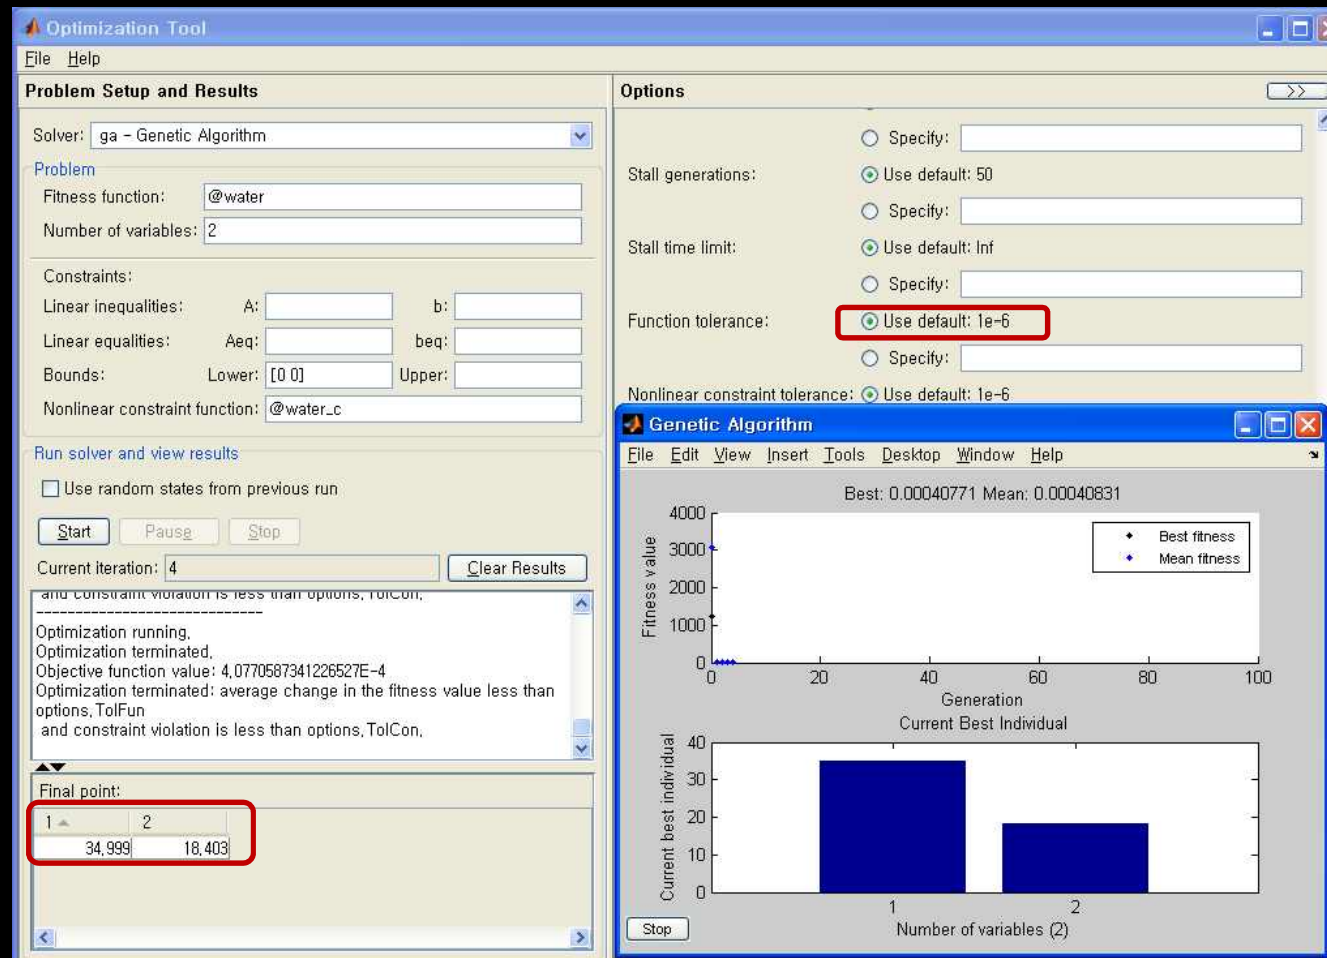 Optimization Tool
File Help
Problem Setup and Results
Solver: ga - Genetic Algorithm
Problem
Fitness function: @water
Number of variables: 2
Constraints:
Linear inequalities: A: b:
Linear equalities: Aeq: beq:
Bounds: Lower: [0 0] Upper:
Nonlinear constraint function: @water_c
Run solver and view results
Use random states from previous run
Start Pause Stop
Current iteration: 4 Clear Results
and constraint violation is less than options, TolCon,
------------------------------
Optimization running,
Optimization terminated,
Objective function value: 4,0770587341226527E-4
Optimization terminated: average change in the fitness value less than
options, TolFun
and constraint violation is less than options, TolCon,
Final point:
1 2
34,999 18,403
Options >>
Specify:
Stall generations: Use default: 50
Specify:
Stall time limit: Use default: Inf
Specify:
Function tolerance: Use default: 1e-6
Specify:
Nonlinear constraint tolerance: Use default: 1e-6
Genetic Algorithm
File Edit View Insert Tools Desktop Window Help
Best: 0.00040771 Mean: 0.00040831
Fitness value
4000
3000
2000
1000
0
Best fitness
Mean fitness
0 20 40 60 80 100
Generation
Current Best Individual
Current best individual
40
30
20
10
0
1 2
Number of variables (2)
Stop